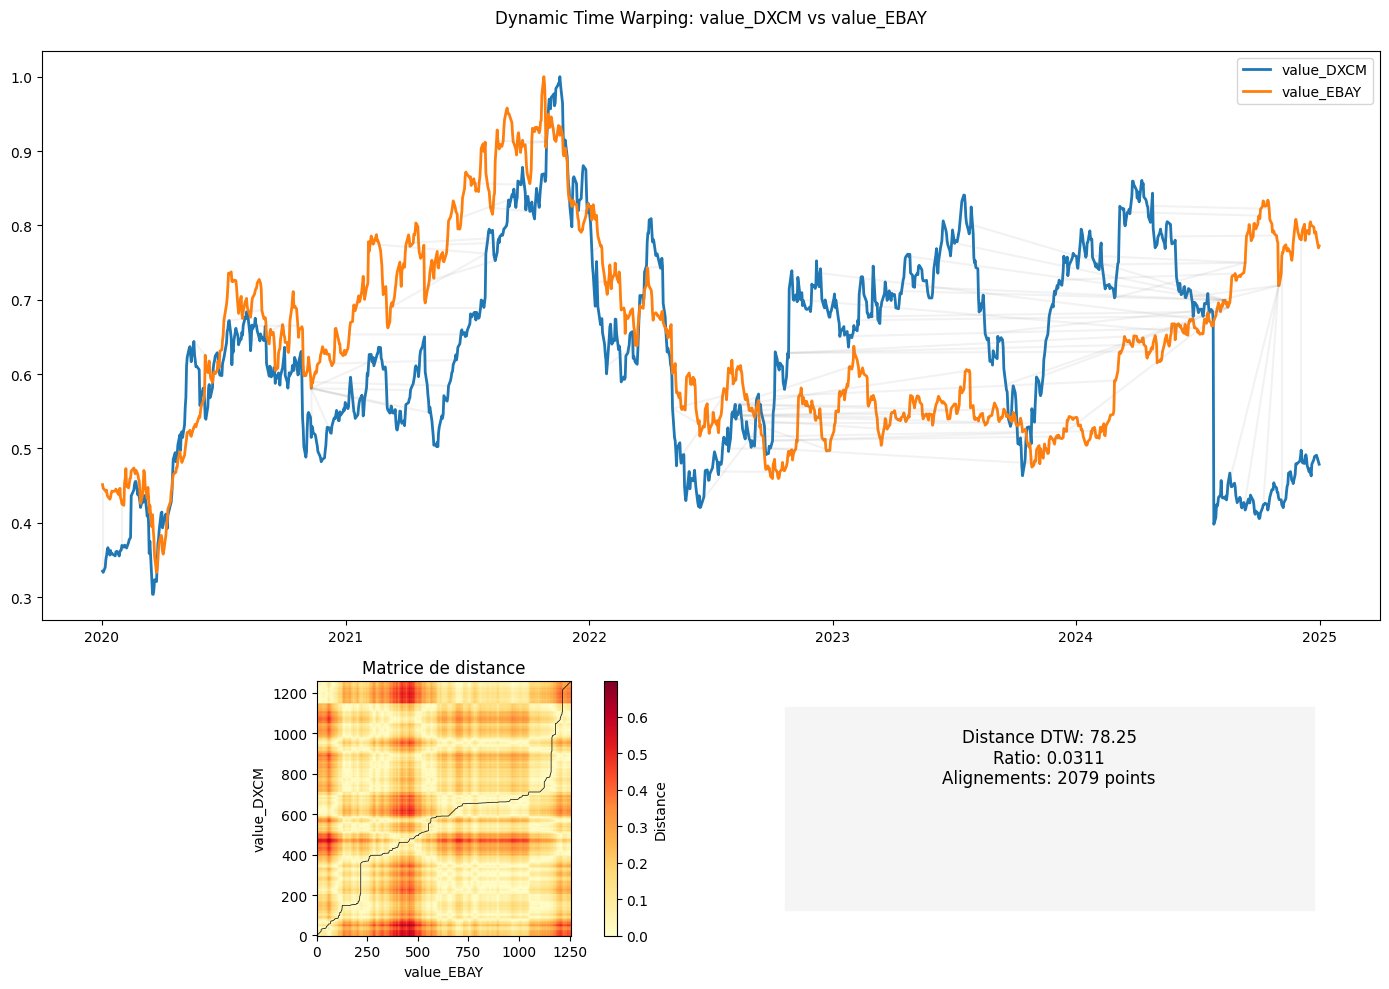 Dynamic Time Warping: value_DXCM vs value_EBAY
value_DXCM
value_EBAY
1.0
0.9
0.8
0.7
0.6
0.5
0.4
0.3
2020 2021 2022 2023 2024 2025
Matrice de distance
value_DXCM
1200
1000
800
600
400
200
0
0 250 500 750 1000 1250
value_EBAY
0.6
0.5
0.4
0.3
0.2
0.1
0.0
Distance
Distance DTW: 78.25
Ratio: 0.0311
Alignements: 2079 points